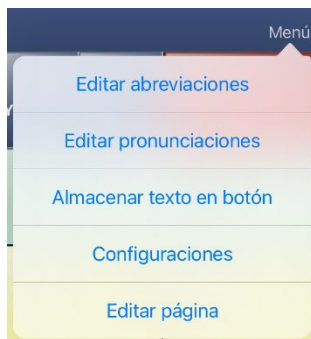 Menú
Editar abreviaciones
Editar pronunciaciones
Almacenar texto en botón
Configuraciones
Editar página